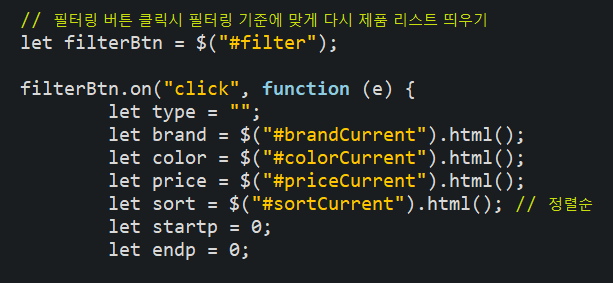 // 필터링 버튼 클릭시 필터링 기준에 맞게 다시 제품 리스트 띄우기
let filterBtn = $("#filter");
filterBtn.on("click", function (e) {
let type = "";
let brand = $("#brandCurrent").html();
let color = $("#colorCurrent").html();
let price = $("#priceCurrent").html();
let sort = $("#sortCurrent").html(); // 정렬순
let startp = 0;
let endp = 0;